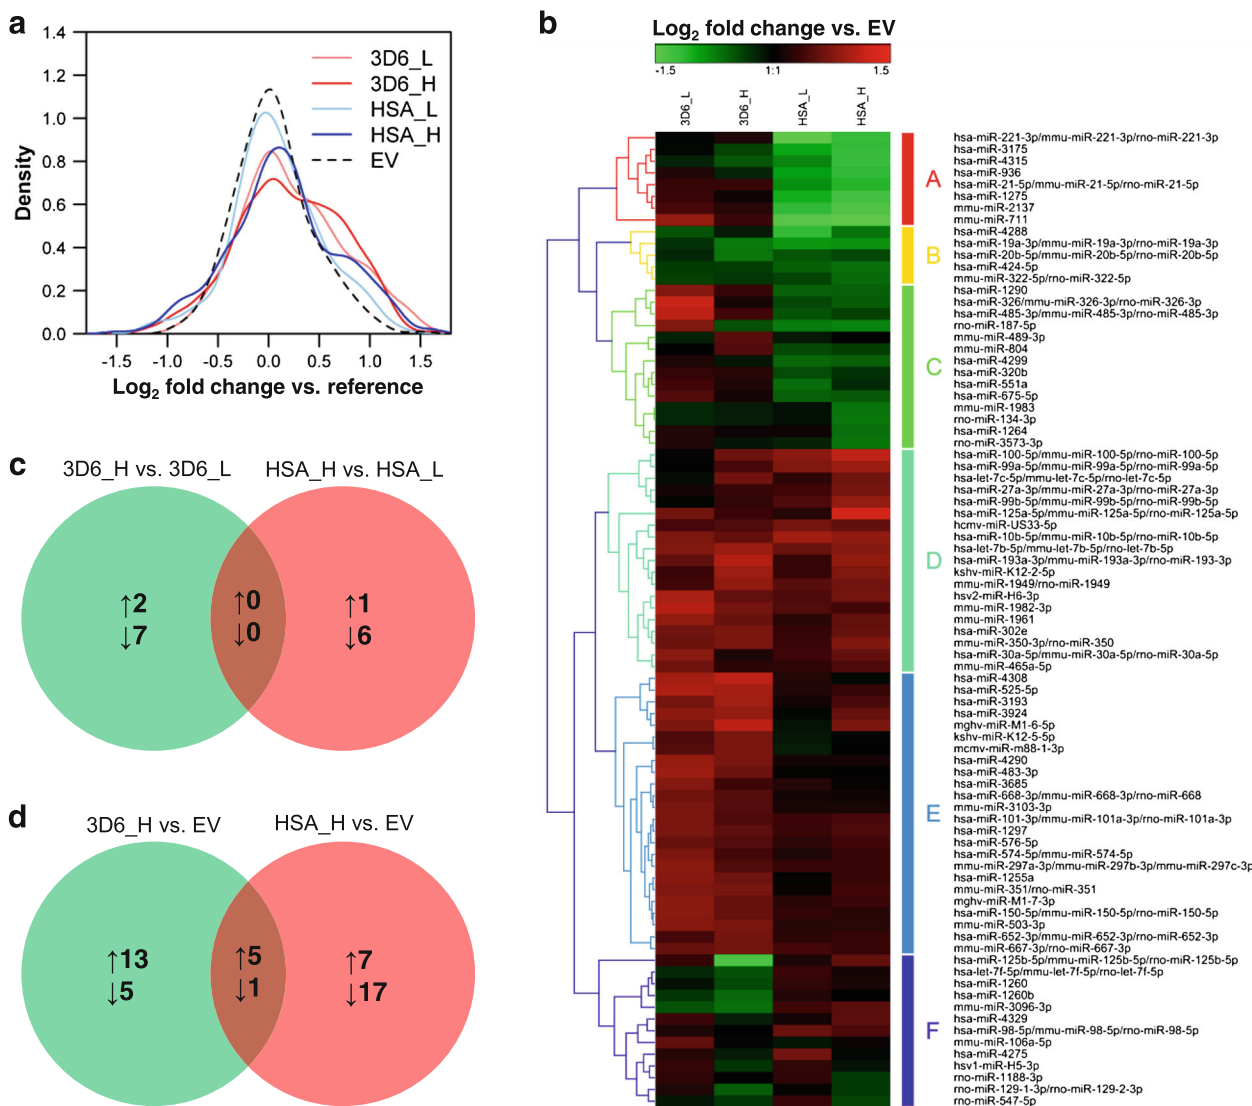 a
1.4
1.2
1.0
0.8
0.6
0.4
0.2
0.0
Density
-1.5 -1.0 -0.5 0.0 0.5 1.0 1.5
Log2 fold change vs. reference
3D6_L
3D6_H
HSA_L
HSA_H
EV
b
Log2 fold change vs. EV
-1.5 1:1 1.5
3D6_L 3D6_H HSA_L HSA_H
A
B
C
D
E
F
hsa-miR-221-3p/mmu-miR-221-3p/rno-miR-221-3p
hsa-miR-3175
hsa-miR-4315
hsa-miR-936
hsa-miR-21-5p/mmu-miR-21-5p/rno-miR-21-5p
hsa-miR-1275
mmu-miR-2137
mmu-miR-711
hsa-miR-4288
hsa-miR-19a-3p/mmu-miR-19a-3p/rno-miR-19a-3p
hsa-miR-20b-5p/mmu-miR-20b-5p/rno-miR-20b-5p
hsa-miR-424-5p
mmu-miR-322-5p/rno-miR-322-5p
hsa-miR-1290
hsa-miR-326/mmu-miR-326-3p/rno-miR-326-3p
hsa-miR-485-3p/mmu-miR-485-3p/rno-miR-485-3p
rno-miR-187-5p
mmu-miR-489-3p
mmu-miR-804
hsa-miR-4299
hsa-miR-320b
hsa-miR-551a
hsa-miR-675-5p
mmu-miR-1983
rno-miR-134-3p
hsa-miR-1264
rno-miR-3573-3p
hsa-miR-100-5p/mmu-miR-100-5p/rno-miR-100-5p
hsa-miR-99a-5p/mmu-miR-99a-5p/rno-miR-99a-5p
hsa-let-7c-5p/mmu-let-7c-5p/rno-let-7c-5p
hsa-miR-27a-3p/mmu-miR-27a-3p/rno-miR-27a-3p
hsa-miR-99b-5p/mmu-miR-99b-5p/rno-miR-99b-5p
hsa-miR-125a-5p/mmu-miR-125a-5p/rno-miR-125a-5p
hcmv-miR-US33-5p
hsa-miR-10b-5p/mmu-miR-10b-5p/rno-miR-10b-5p
hsa-let-7b-5p/mmu-let-7b-5p/rno-let-7b-5p
hsa-miR-193a-3p/mmu-miR-193a-3p/rno-miR-193-3p
kshv-miR-K12-2-5p
mmu-miR-1949/rno-miR-1949
hsv2-miR-H6-3p
mmu-miR-1982-3p
mmu-miR-1961
hsa-miR-302e
mmu-miR-350-3p/rno-miR-350
hsa-miR-30a-5p/mmu-miR-30a-5p/rno-miR-30a-5p
mmu-miR-465a-5p
hsa-miR-4308
hsa-miR-525-5p
hsa-miR-3193
hsa-miR-3924
mghv-miR-M1-6-5p
kshv-miR-K12-5-5p
mcmv-miR-m88-1-3p
hsa-miR-4290
hsa-miR-483-3p
hsa-miR-3685
hsa-miR-668-3p/mmu-miR-668-3p/rno-miR-668
mmu-miR-3103-3p
hsa-miR-101-3p/mmu-miR-101a-3p/rno-miR-101a-3p
hsa-miR-1297
hsa-miR-576-5p
hsa-miR-574-5p/mmu-miR-574-5p
mmu-miR-297a-3p/mmu-miR-297b-3p/mmu-miR-297c-3p
hsa-miR-1255a
mmu-miR-351/rno-miR-351
mghv-miR-M1-7-3p
hsa-miR-150-5p/mmu-miR-150-5p/rno-miR-150-5p
mmu-miR-503-3p
hsa-miR-652-3p/mmu-miR-652-3p/rno-miR-652-3p
mmu-miR-667-3p/rno-miR-667-3p
hsa-miR-125b-5p/mmu-miR-125b-5p/rno-miR-125b-5p
hsa-let-7f-5p/mmu-let-7f-5p/rno-let-7f-5p
hsa-miR-1260
hsa-miR-1260b
mmu-miR-3096-3p
hsa-miR-4329
hsa-miR-98-5p/mmu-miR-98-5p/rno-miR-98-5p
mmu-miR-106a-5p
hsa-miR-4275
hsv1-miR-H5-3p
rno-miR-1188-3p
rno-miR-129-1-3p/rno-miR-129-2-3p
rno-miR-547-5p
c
3D6_H vs. 3D6_L HSA_H vs. HSA_L
↑2 ↑0 ↑1
↓7 ↓0 ↓6
d
3D6_H vs. EV HSA_H vs. EV
↑13 ↑5 ↑7
↓5 ↓1 ↓17